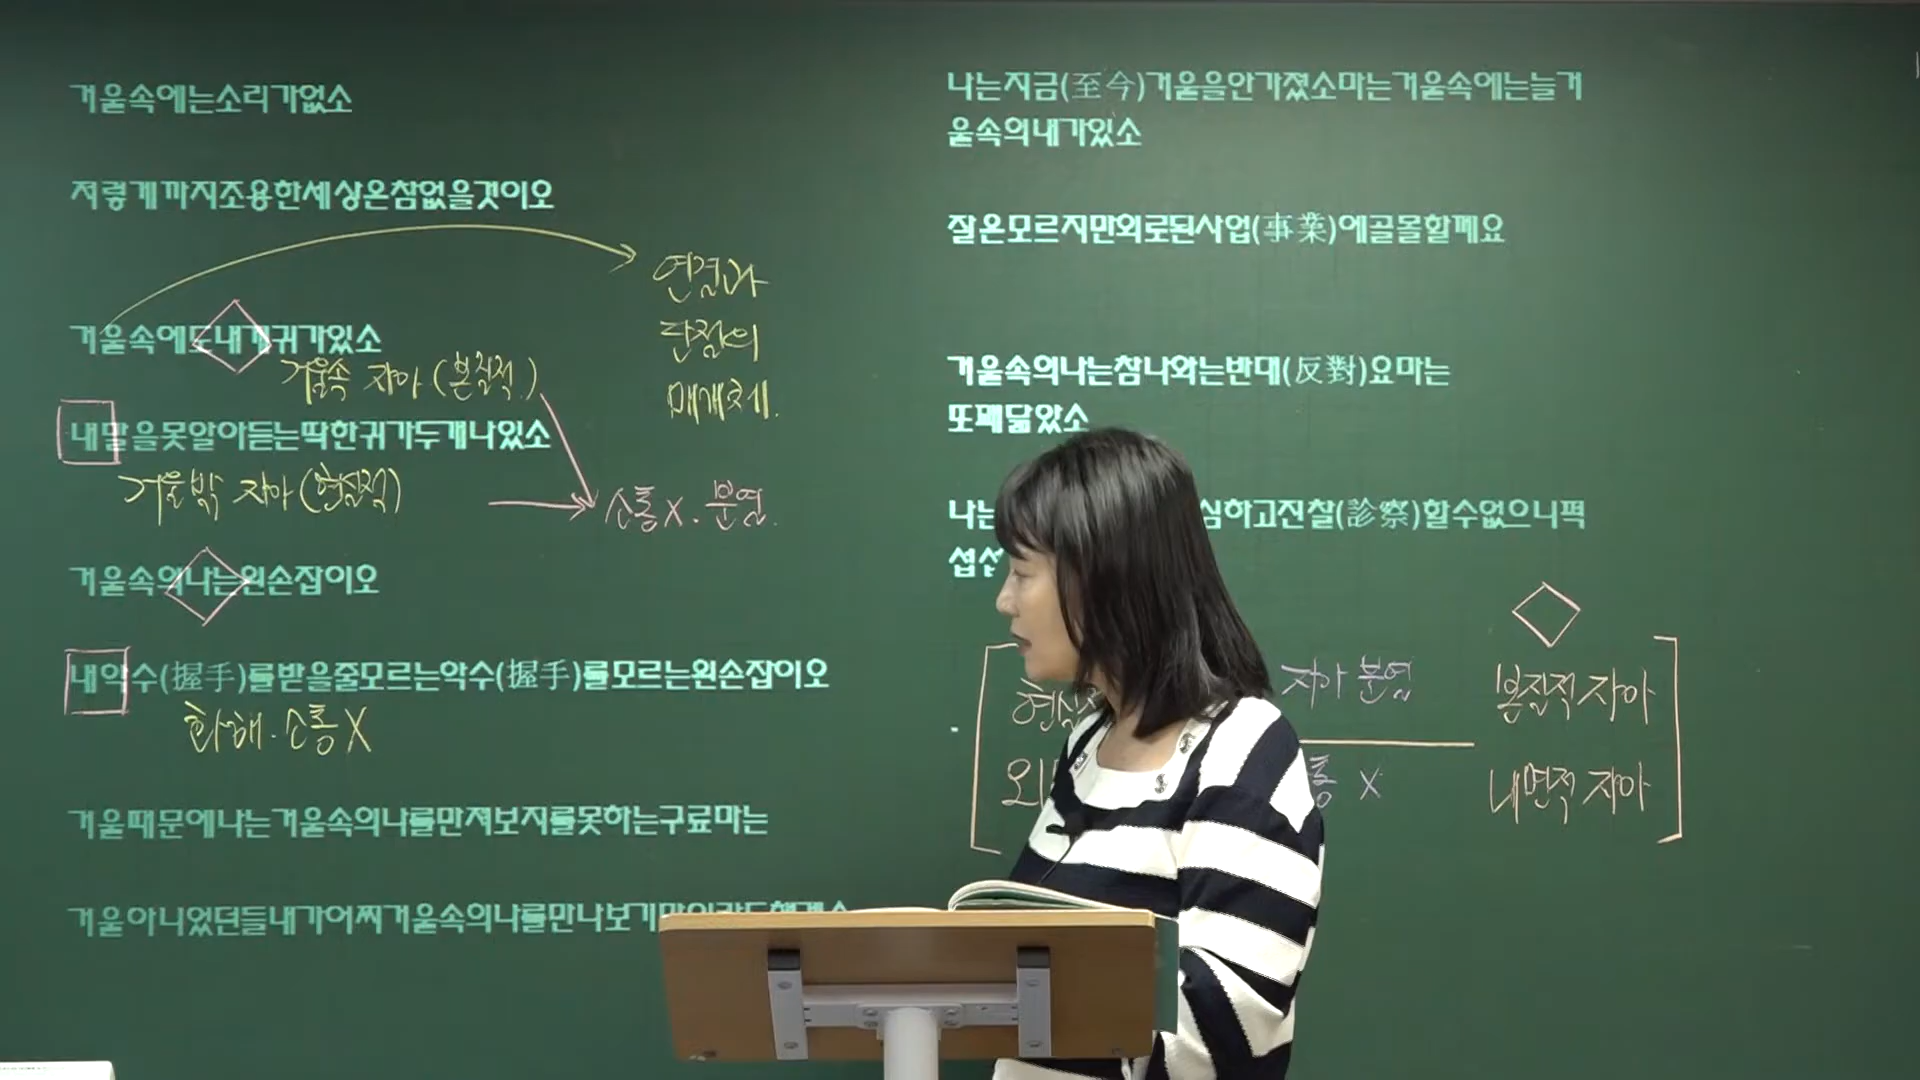 거울속에는소리가없소
저렇게까지조용한세상은참없을것이오
거울속에도내게귀가있소
거울속 자아 (본질적)
내말을못알아듣는딱한귀가두개나있소
거울밖 자아 (현실적)
거울속의나는왼손잡이오
내악수(握手)를받을줄모르는악수(握手)를모르는왼손잡이오
화해. 소통 X
거울때문에나는거울속의나를만져보지를못하는구료마는
거울아니었던들내가어찌거울속의나를만나보기만이라도했겠소
연결과
단절의
매개체.
소통 X. 분열.
나는지금(至今)거울을안가졌소마는거울속에는늘거
울속의내가있소
잘은모르지만외로된사업(事業)에골몰할께요
거울속의나는참나와는반대(反對)요마는
또꽤닮았소
나는
심하고진찰(診察)할수없으니퍽
섭섭
현실적
자아 분열
본질적 자아
통 X
내면적 자아